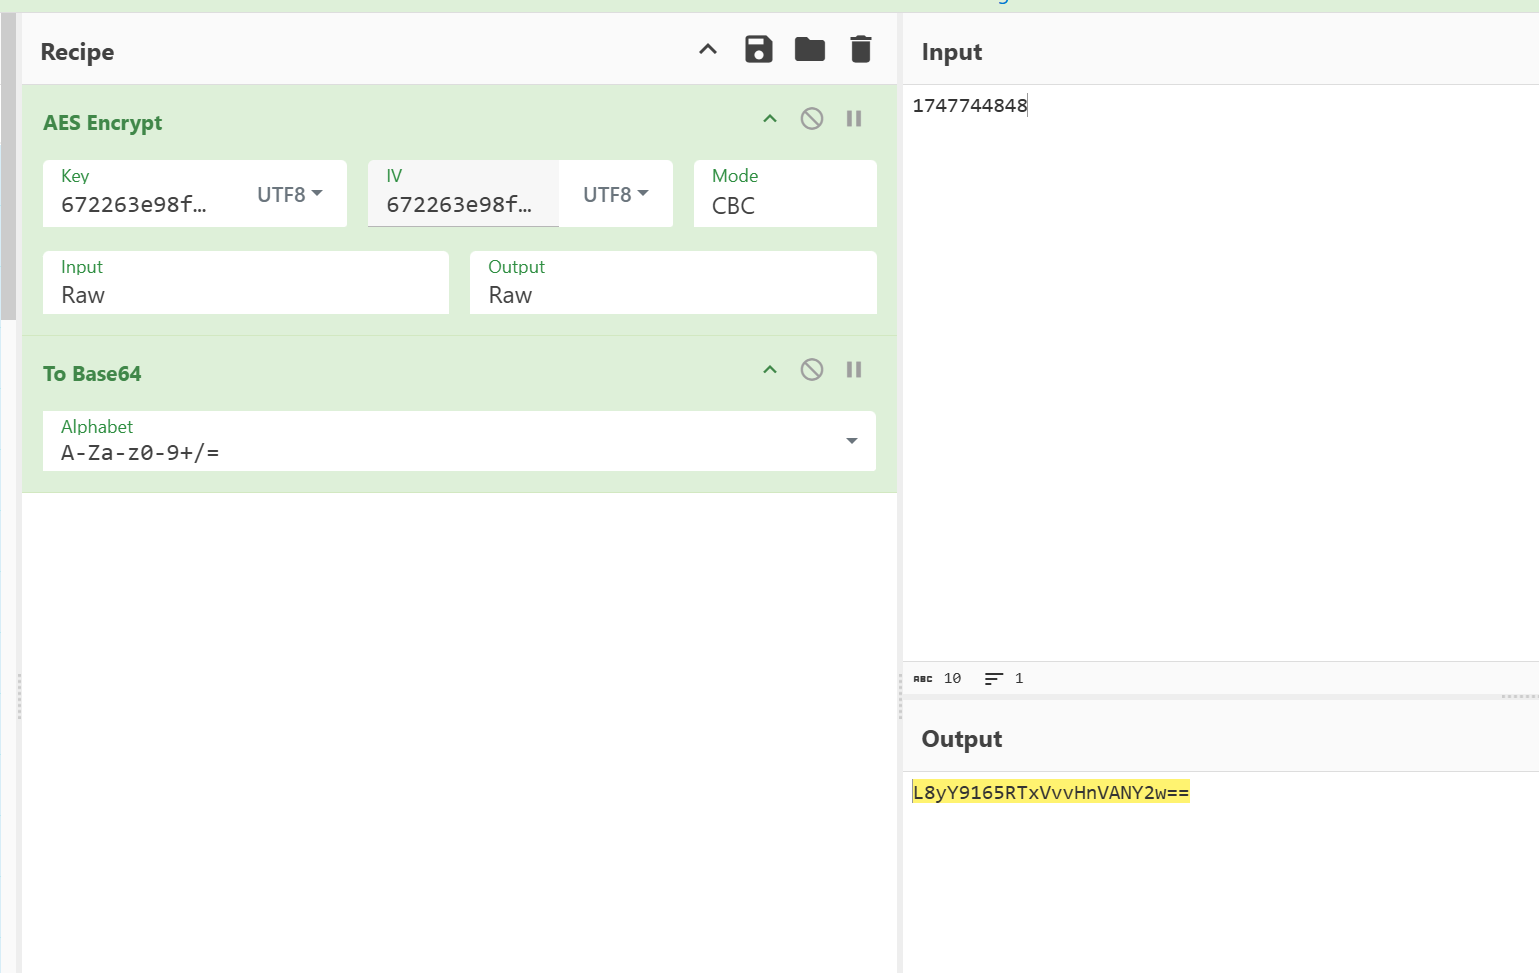 Recipe
AES Encrypt
Key
672263e98f…
UTF8
IV
672263e98f…
UTF8
Mode
CBC
Input
Raw
Output
Raw
To Base64
Alphabet
A-Za-z0-9+/=
Input
1747744848
ABC 10 1
Output
L8yY9165RTxVvvHnVANY2w==